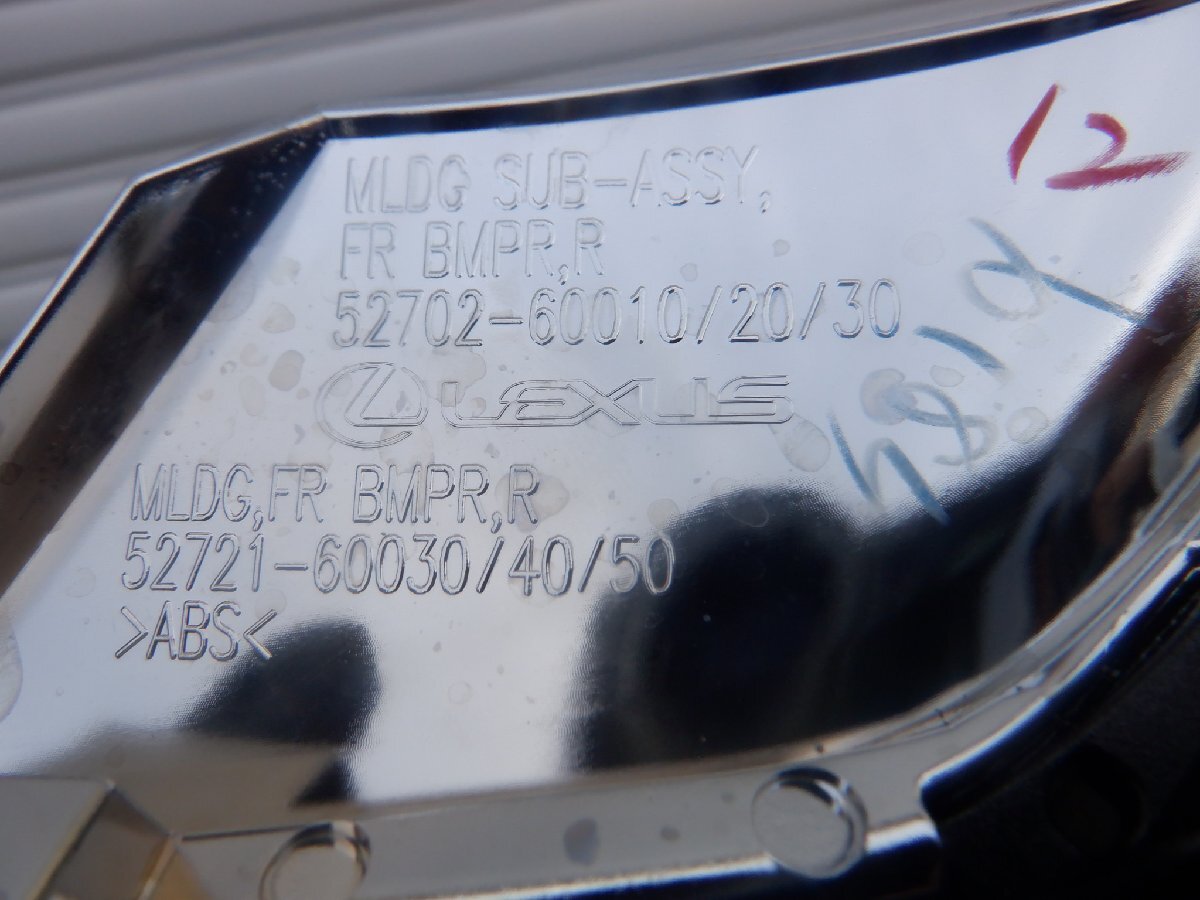 MLDG SUB-ASSY,
FR BMPR,R
52702-60010/20/30
LEXUS
MLDG,FR BMPR,R
52721-60030/40/50
>ABS<
12